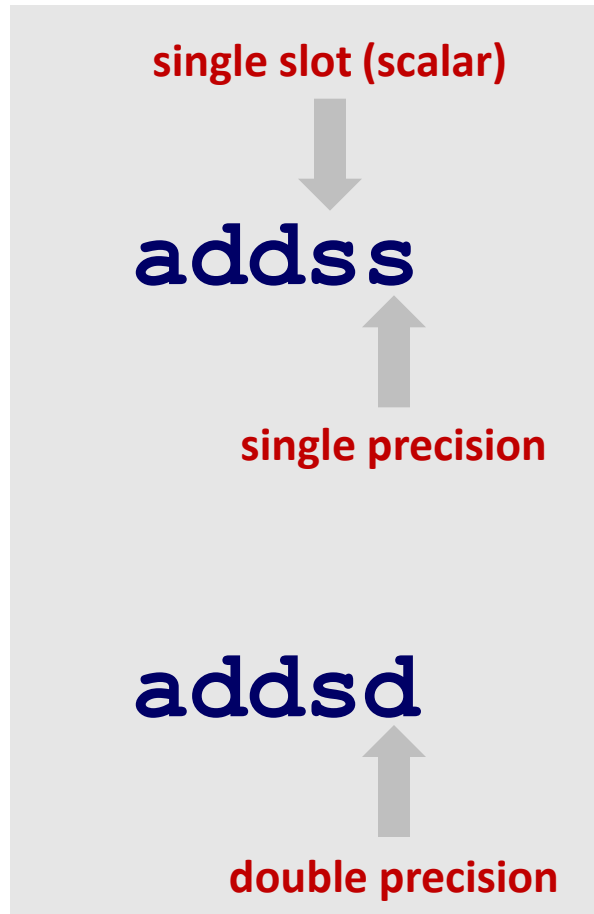 single slot (scalar)
addss
single precision
addsd
double precision